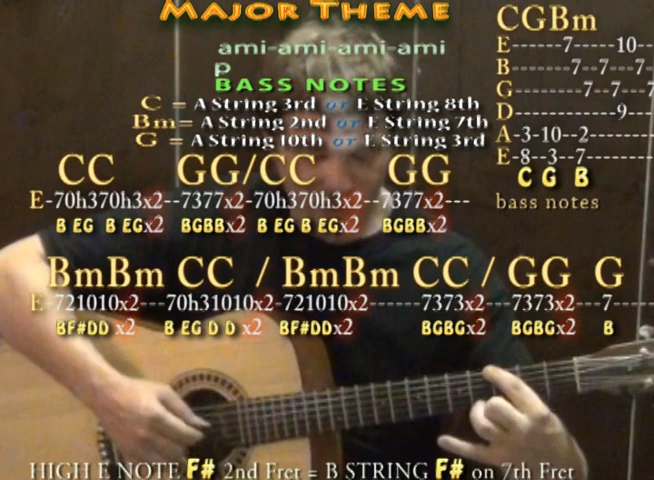 MAJOR THEME
ami-ami-ami-ami
p
BASS NOTES
C = A String 3rd or E String 8th
Bm= A String 2nd or E String 7th
G = A String 10th or E String 3rd
CGBm
E------7-----10--
B-------7--7---7
G--------7--7---7
D-----------9---
A-3-10--2-------
E-8--3--7-------
C G B
bass notes
CC GG/CC GG
E-70h370h3x2--7377x2-70h370h3x2--7377x2---
B EG B EGx2 BGBBx2 B EG B EGx2 BGBBx2
BmBm CC / BmBm CC / GG G
E-721010x2---70h31010x2-721010x2------7373x2---7373x2---7----
BF#DD x2 B EG D D x2 BF#DDx2 BGBGx2 BGBGx2 B
HIGH E NOTE F# 2nd Fret = B STRING F# on 7th Fret